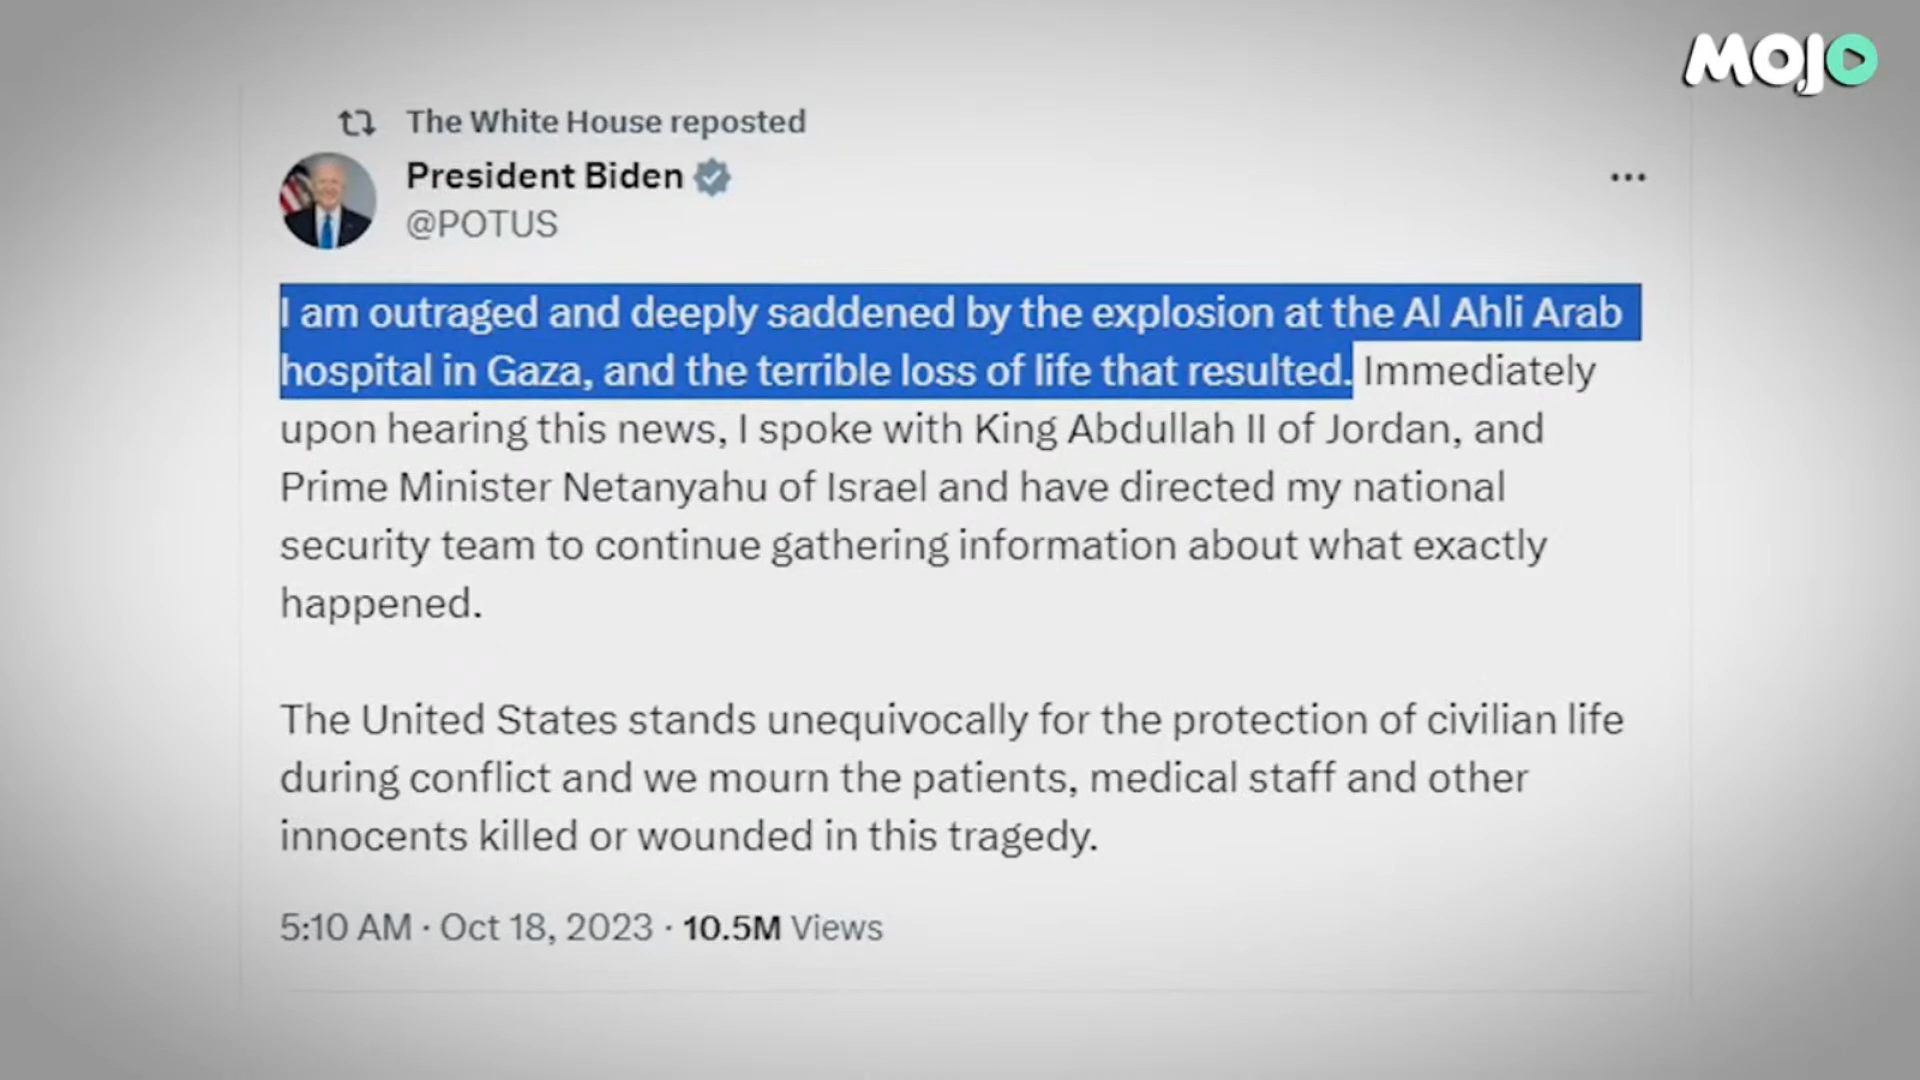 MOJO
The White House reposted
President Biden
@POTUS
I am outraged and deeply saddened by the explosion at the Al Ahli Arab
hospital in Gaza, and the terrible loss of life that resulted. Immediately
upon hearing this news, I spoke with King Abdullah II of Jordan, and
Prime Minister Netanyahu of Israel and have directed my national
security team to continue gathering information about what exactly
happened.
The United States stands unequivocally for the protection of civilian life
during conflict and we mourn the patients, medical staff and other
innocents killed or wounded in this tragedy.
5:10 AM · Oct 18, 2023 · 10.5M Views